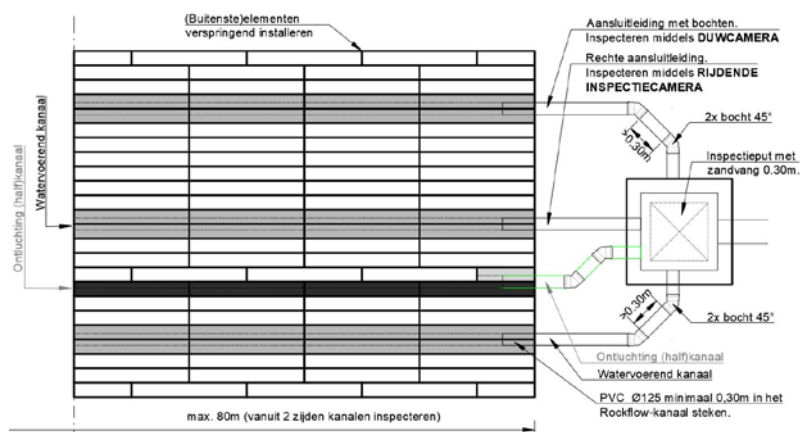 (Buitenste)elementen
verspringend installeren
Aansluitleiding met bochten.
Inspecteren middels DUWCAMERA
Rechte aansluitleiding.
Inspecteren middels RIJDENDE
INSPECTIECAMERA
2x bocht 45°
>0.30m
Inspectieput met
zandvang 0.30m.
Ontluchting (half)kanaal
Watervoerend kanaal
>0.30m
2x bocht 45°
Ontluchting (half)kanaal
Watervoerend kanaal
PVC Ø125 minimaal 0,30m in het
Rockflow-kanaal steken.
max. 80m (vanuit 2 zijden kanalen inspecteren)